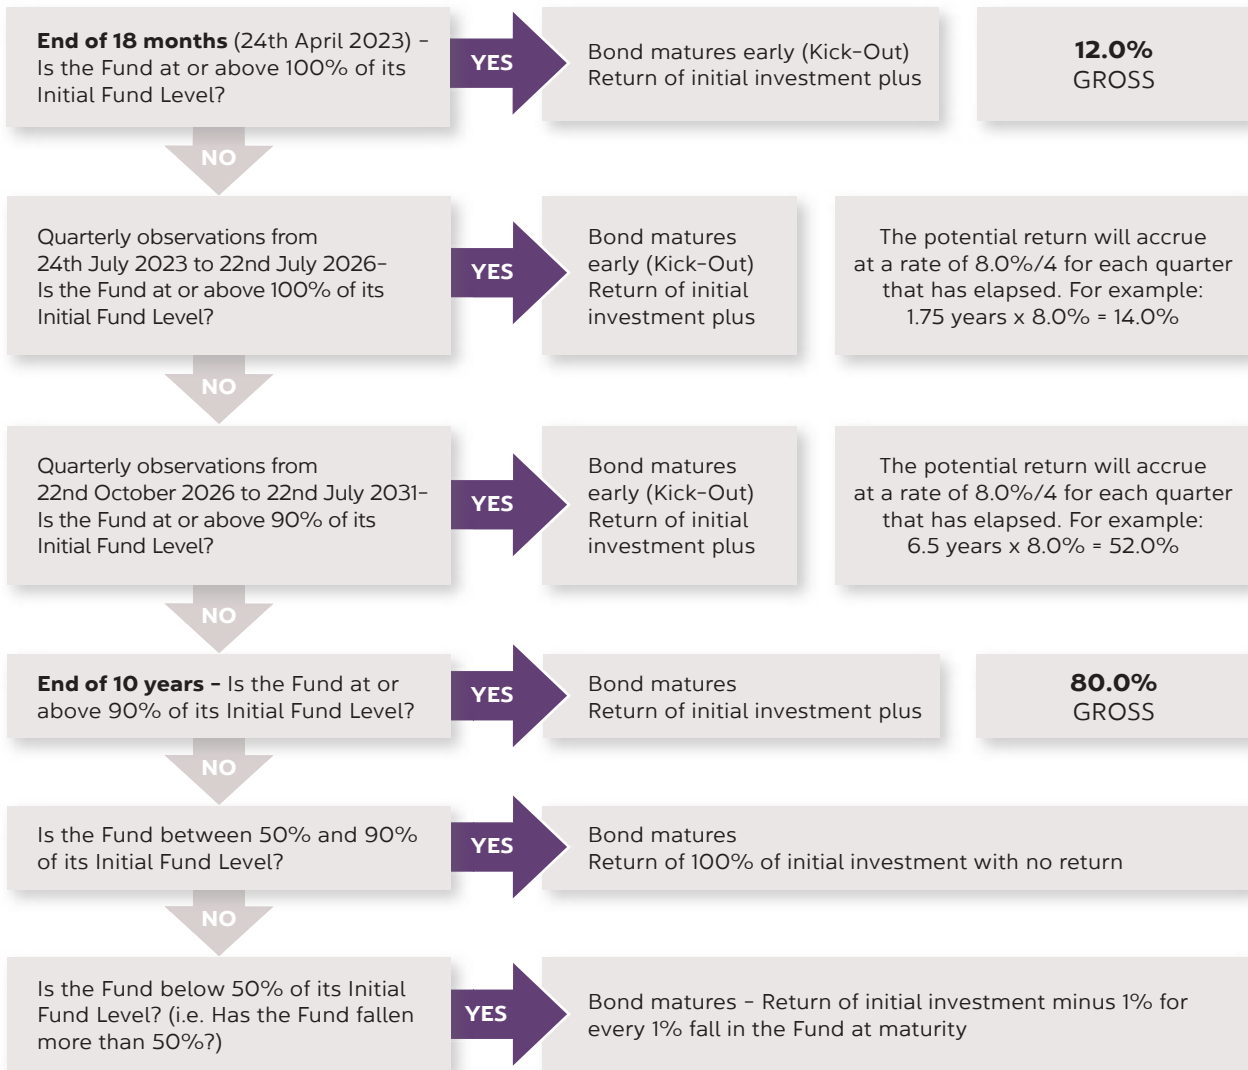 End of 18 months (24th April 2023) –
Is the Fund at or above 100% of its
Initial Fund Level?
YES
Bond matures early (Kick-Out)
Return of initial investment plus
12.0%
GROSS
NO
Quarterly observations from
24th July 2023 to 22nd July 2026–
Is the Fund at or above 100% of its
Initial Fund Level?
YES
Bond matures
early (Kick-Out)
Return of initial
investment plus
The potential return will accrue
at a rate of 8.0%/4 for each quarter
that has elapsed. For example:
1.75 years x 8.0% = 14.0%
NO
Quarterly observations from
22nd October 2026 to 22nd July 2031–
Is the Fund at or above 90% of its
Initial Fund Level?
YES
Bond matures
early (Kick-Out)
Return of initial
investment plus
The potential return will accrue
at a rate of 8.0%/4 for each quarter
that has elapsed. For example:
6.5 years x 8.0% = 52.0%
NO
End of 10 years – Is the Fund at or
above 90% of its Initial Fund Level?
YES
Bond matures
Return of initial investment plus
80.0%
GROSS
NO
Is the Fund between 50% and 90%
of its Initial Fund Level?
YES
Bond matures
Return of 100% of initial investment with no return
NO
Is the Fund below 50% of its Initial
Fund Level? (i.e. Has the Fund fallen
more than 50%?)
YES
Bond matures – Return of initial investment minus 1% for
every 1% fall in the Fund at maturity